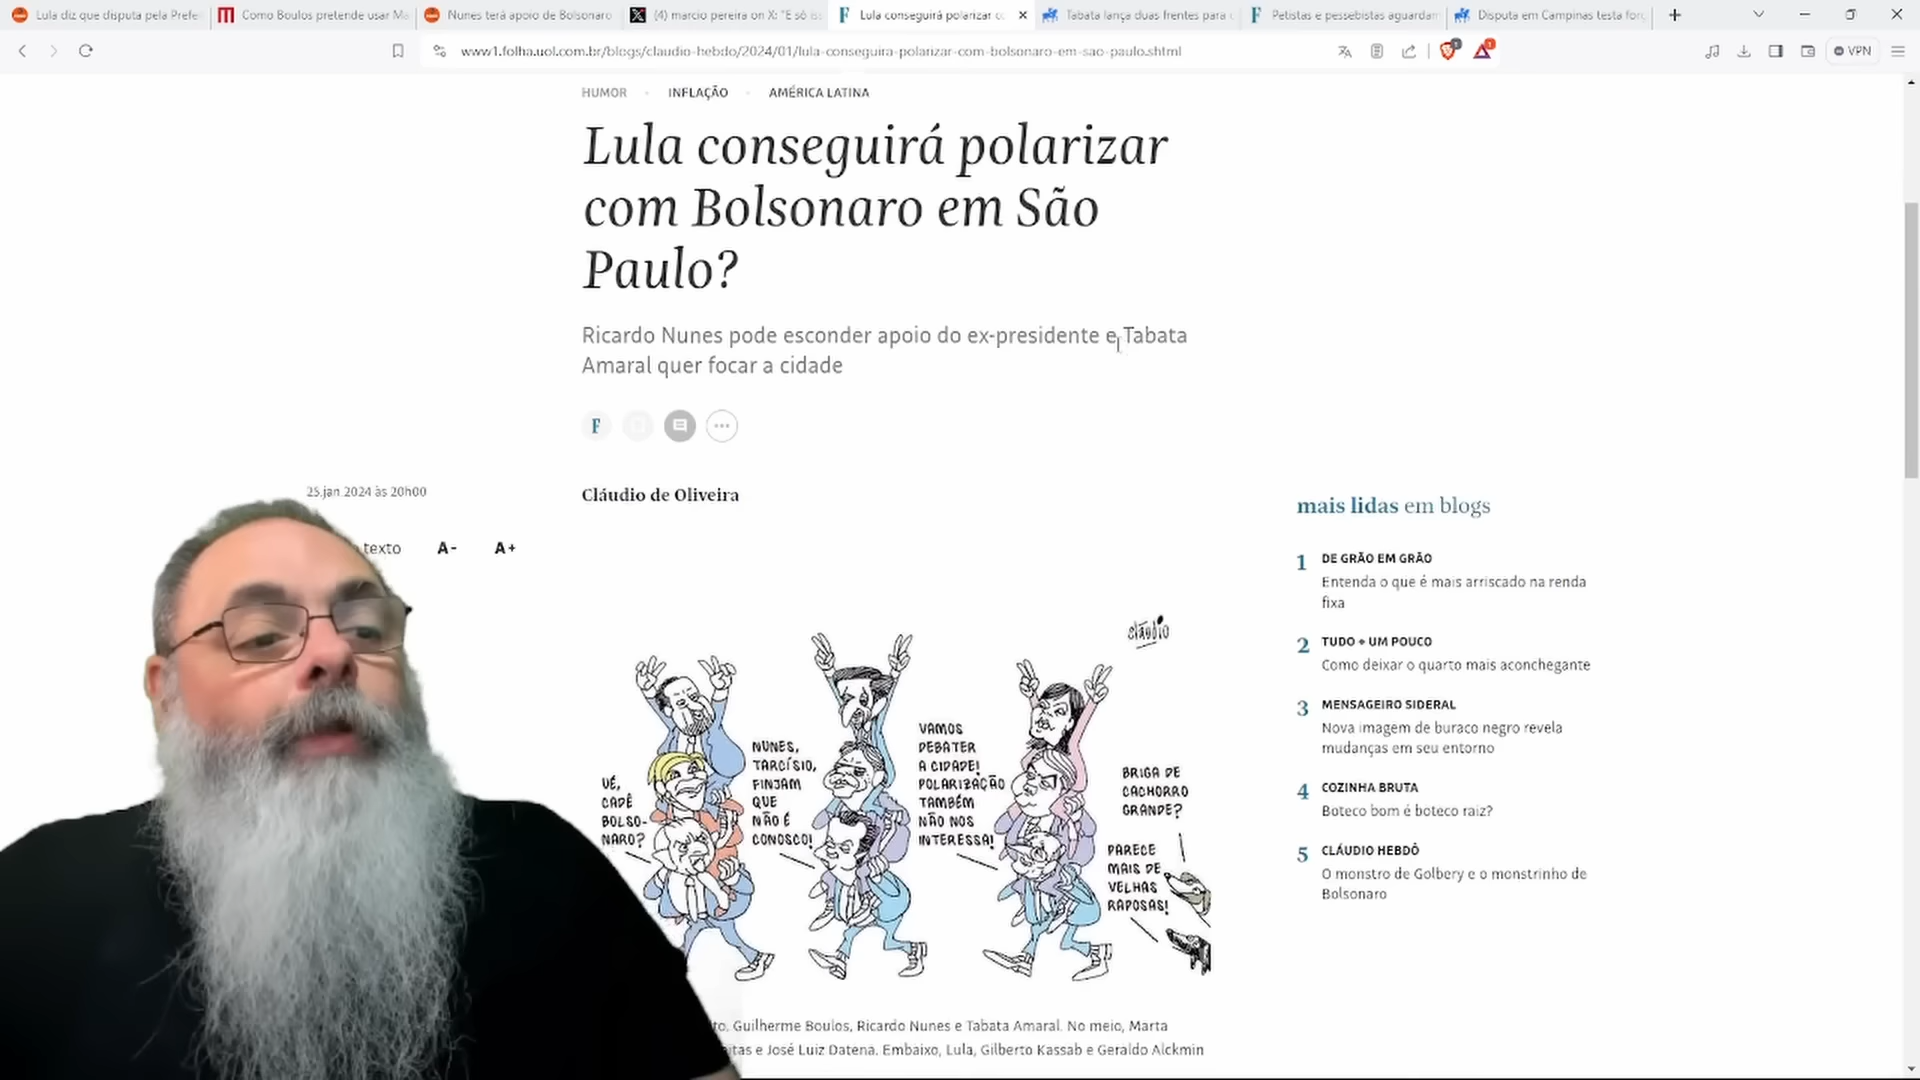 Lula diz que disputa pela Prefei
Como Boulos pretende usar Ma
Nunes terá apoio de Bolsonaro
(4) marcio pereira on X: "E só is
Lula conseguirá polarizar co
Tabata lança duas frentes para c
Petistas e pessebistas aguardam
Disputa em Campinas testa forç
www1.folha.uol.com.br/blogs/claudio-hebdo/2024/01/lula-conseguira-polarizar-com-bolsonaro-em-sao-paulo.shtml
VPN
HUMOR · INFLAÇÃO · AMÉRICA LATINA
Lula conseguirá polarizar
com Bolsonaro em São
Paulo?
Ricardo Nunes pode esconder apoio do ex-presidente e Tabata
Amaral quer focar a cidade
F
25.jan.2024 às 20h00
texto A- A+
Cláudio de Oliveira
cláudio
UÉ,
CADÊ
BOLSO-
NARO?
NUNES,
TARCÍSIO,
FINJAM
QUE
NÃO É
CONOSCO!
VAMOS
DEBATER
A CIDADE!
POLARIZAÇÃO
TAMBÉM
NÃO NOS
INTERESSA!
BRIGA DE
CACHORRO
GRANDE?
PARECE
MAIS DE
VELHAS
RAPOSAS!
to, Guilherme Boulos, Ricardo Nunes e Tabata Amaral. No meio, Marta
itas e José Luiz Datena. Embaixo, Lula, Gilberto Kassab e Geraldo Alckmin
mais lidas em blogs
1 DE GRÃO EM GRÃO
Entenda o que é mais arriscado na renda
fixa
2 TUDO + UM POUCO
Como deixar o quarto mais aconchegante
3 MENSAGEIRO SIDERAL
Nova imagem de buraco negro revela
mudanças em seu entorno
4 COZINHA BRUTA
Boteco bom é boteco raiz?
5 CLÁUDIO HEBDÔ
O monstro de Golbery e o monstrinho de
Bolsonaro